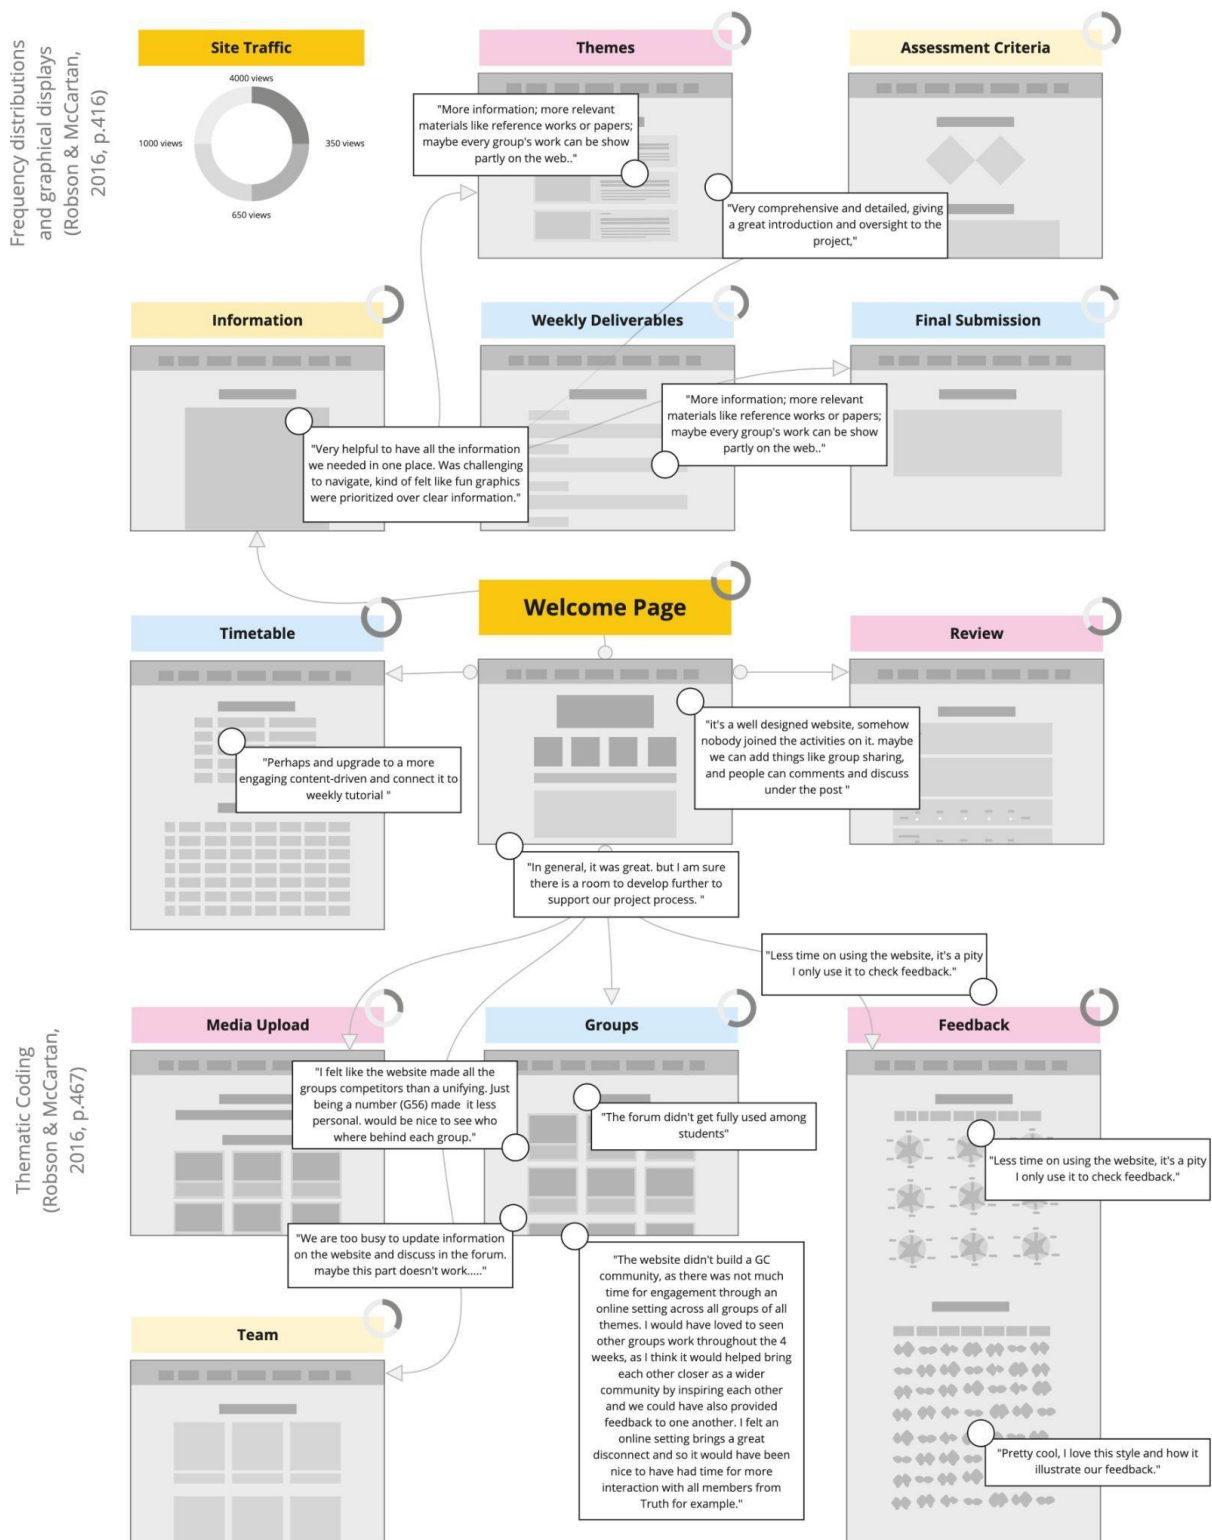 Frequency distributions
and graphical displays
(Robson & McCartan,
2016, p.416)
Site Traffic
4000 views
1000 views
350 views
650 views
Themes
"More information; more relevant
materials like reference works or papers;
maybe every group's work can be show
partly on the web.."
Assessment Criteria
"Very comprehensive and detailed, giving
a great introduction and oversight to the
project,"
Information
"Very helpful to have all the information
we needed in one place. Was challenging
to navigate, kind of felt like fun graphics
were prioritized over clear information."
Weekly Deliverables
"More information; more relevant
materials like reference works or papers;
maybe every group's work can be show
partly on the web.."
Final Submission
Welcome Page
Timetable
"Perhaps and upgrade to a more
engaging content-driven and connect it to
weekly tutorial "
Review
"it's a well designed website, somehow
nobody joined the activities on it. maybe
we can add things like group sharing,
and people can comments and discuss
under the post "
"In general, it was great. but I am sure
there is a room to develop further to
support our project process. "
"Less time on using the website, it's a pity
I only use it to check feedback."
Thematic Coding
(Robson & McCartan,
2016, p.467)
Media Upload
"I felt like the website made all the
groups competitors than a unifying. Just
being a number (G56) made it less
personal. would be nice to see who
where behind each group."
Groups
"The forum didn't get fully used among
students"
Feedback
"Less time on using the website, it's a pity
I only use it to check feedback."
"We are too busy to update information
on the website and discuss in the forum.
maybe this part doesn't work....."
"The website didn't build a GC
community, as there was not much
time for engagement through an
online setting across all groups of all
themes. I would have loved to seen
other groups work throughout the 4
weeks, as I think it would helped bring
each other closer as a wider
community by inspiring each other
and we could have also provided
feedback to one another. I felt an
online setting brings a great
disconnect and so it would have been
nice to have had time for more
interaction with all members from
Truth for example."
Team
"Pretty cool, I love this style and how it
illustrate our feedback."